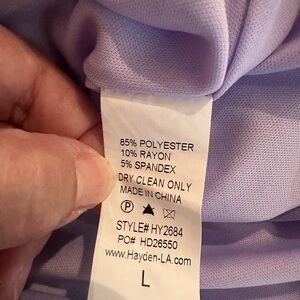 85% POLYESTER
10% RAYON
5% SPANDEX
DRY CLEAN ONLY
MADE IN CHINA
P
STYLE# HY2684
PO# HD26550
www.Hayden-LA.com
L